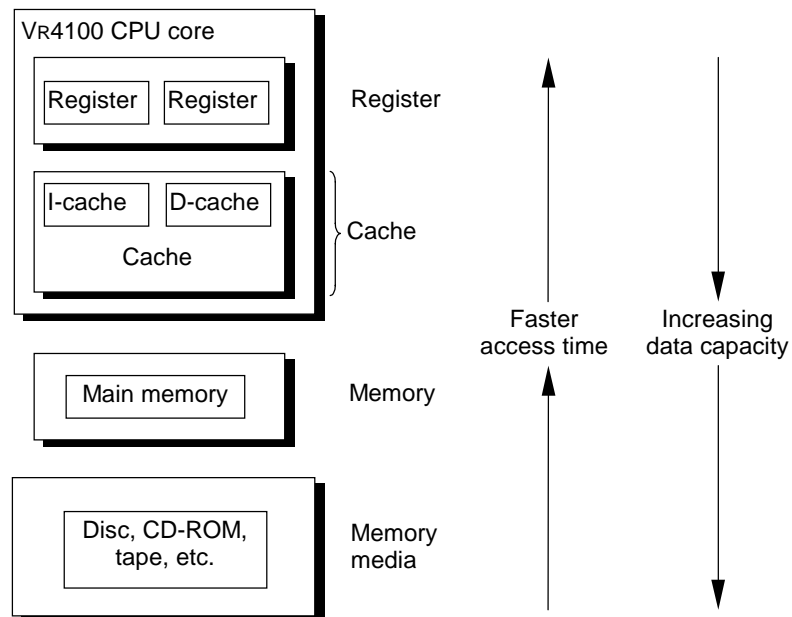 VR4100 CPU core
Register Register
Register
I-cache D-cache
Cache
Cache
Faster
access time
Increasing
data capacity
Main memory
Memory
Disc, CD-ROM,
tape, etc.
Memory
media